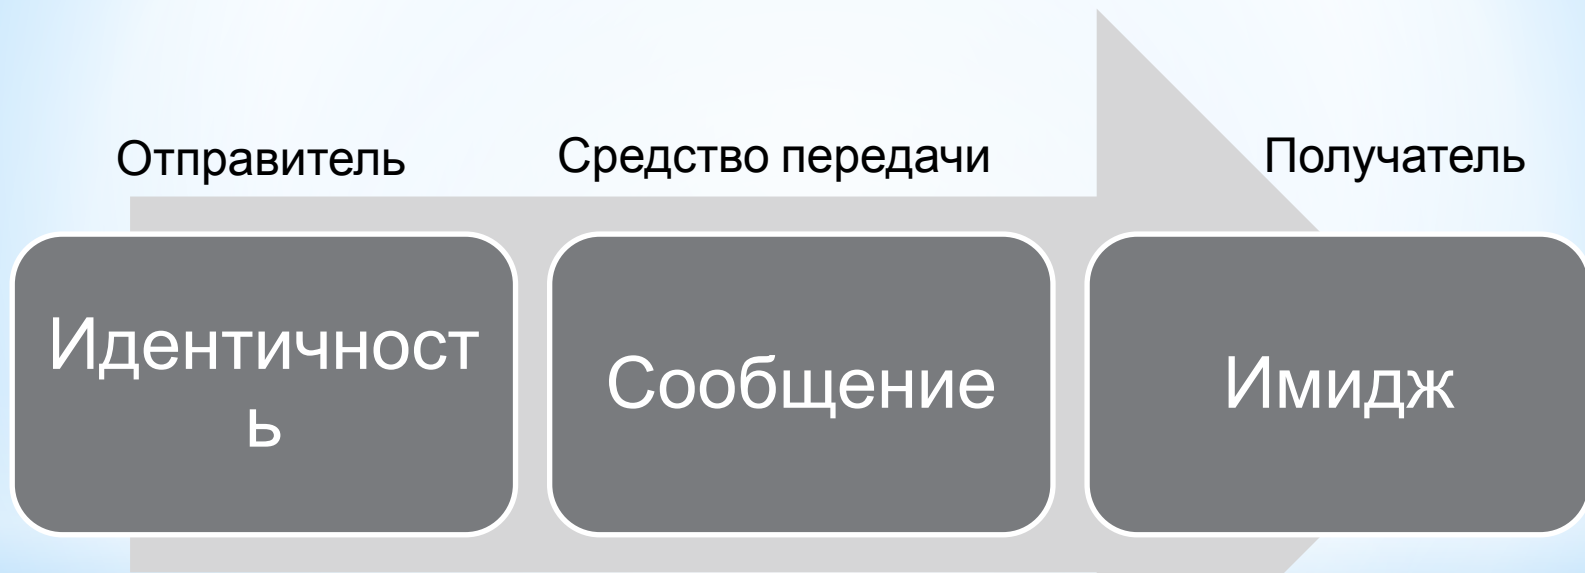 Отправитель
Средство передачи
Получатель
Идентичност
ь
Сообщение
Имидж